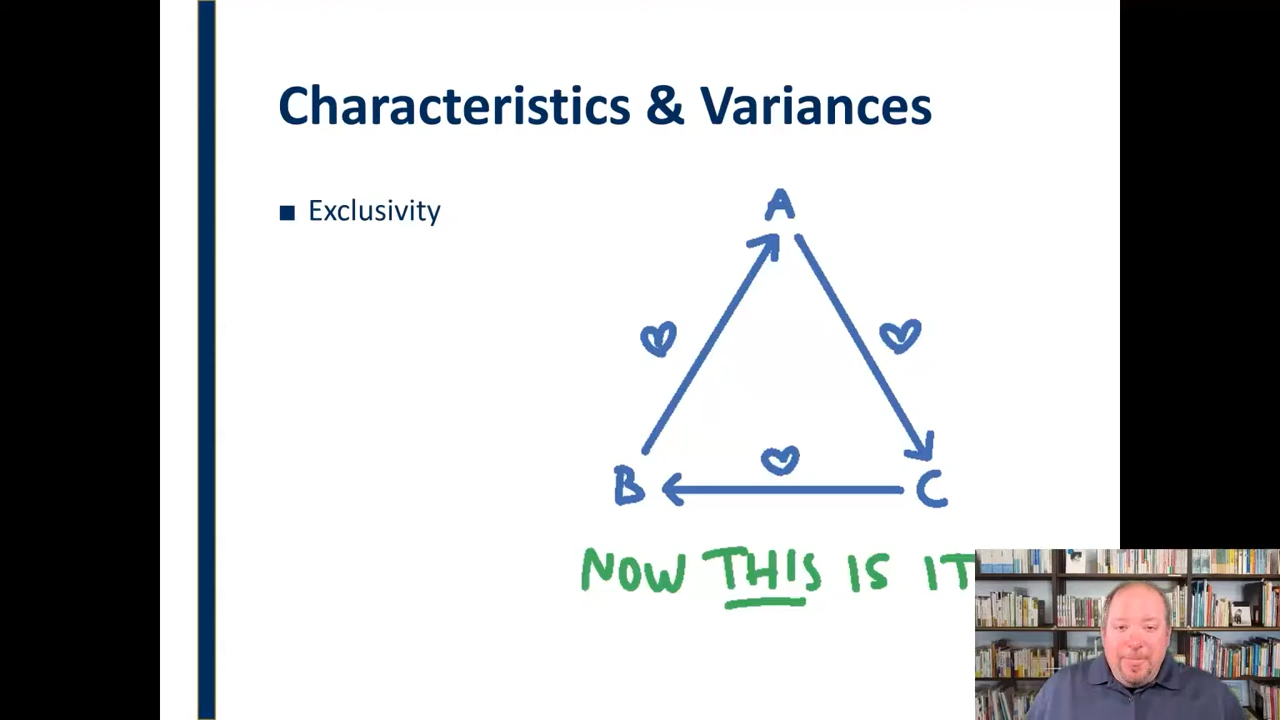 Characteristics & Variances
■ Exclusivity
A
B
C
NOW THIS IS IT